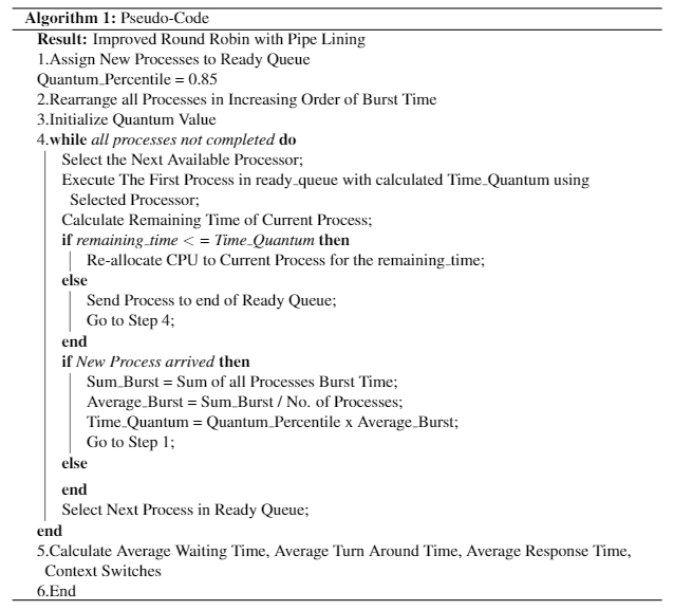 Algorithm 1: Pseudo-Code
Result: Improved Round Robin with Pipe Lining
1.Assign New Processes to Ready Queue
Quantum_Percentile = 0.85
2.Rearrange all Processes in Increasing Order of Burst Time
3.Initialize Quantum Value
4.while all processes not completed do
Select the Next Available Processor;
Execute The First Process in ready_queue with calculated Time_Quantum using
Selected Processor;
Calculate Remaining Time of Current Process;
if remaining_time < = Time_Quantum then
Re-allocate CPU to Current Process for the remaining_time;
else
Send Process to end of Ready Queue;
Go to Step 4;
end
if New Process arrived then
Sum_Burst = Sum of all Processes Burst Time;
Average_Burst = Sum_Burst / No. of Processes;
Time_Quantum = Quantum_Percentile x Average_Burst;
Go to Step 1;
else
end
Select Next Process in Ready Queue;
end
5.Calculate Average Waiting Time, Average Turn Around Time, Average Response Time,
Context Switches
6.End